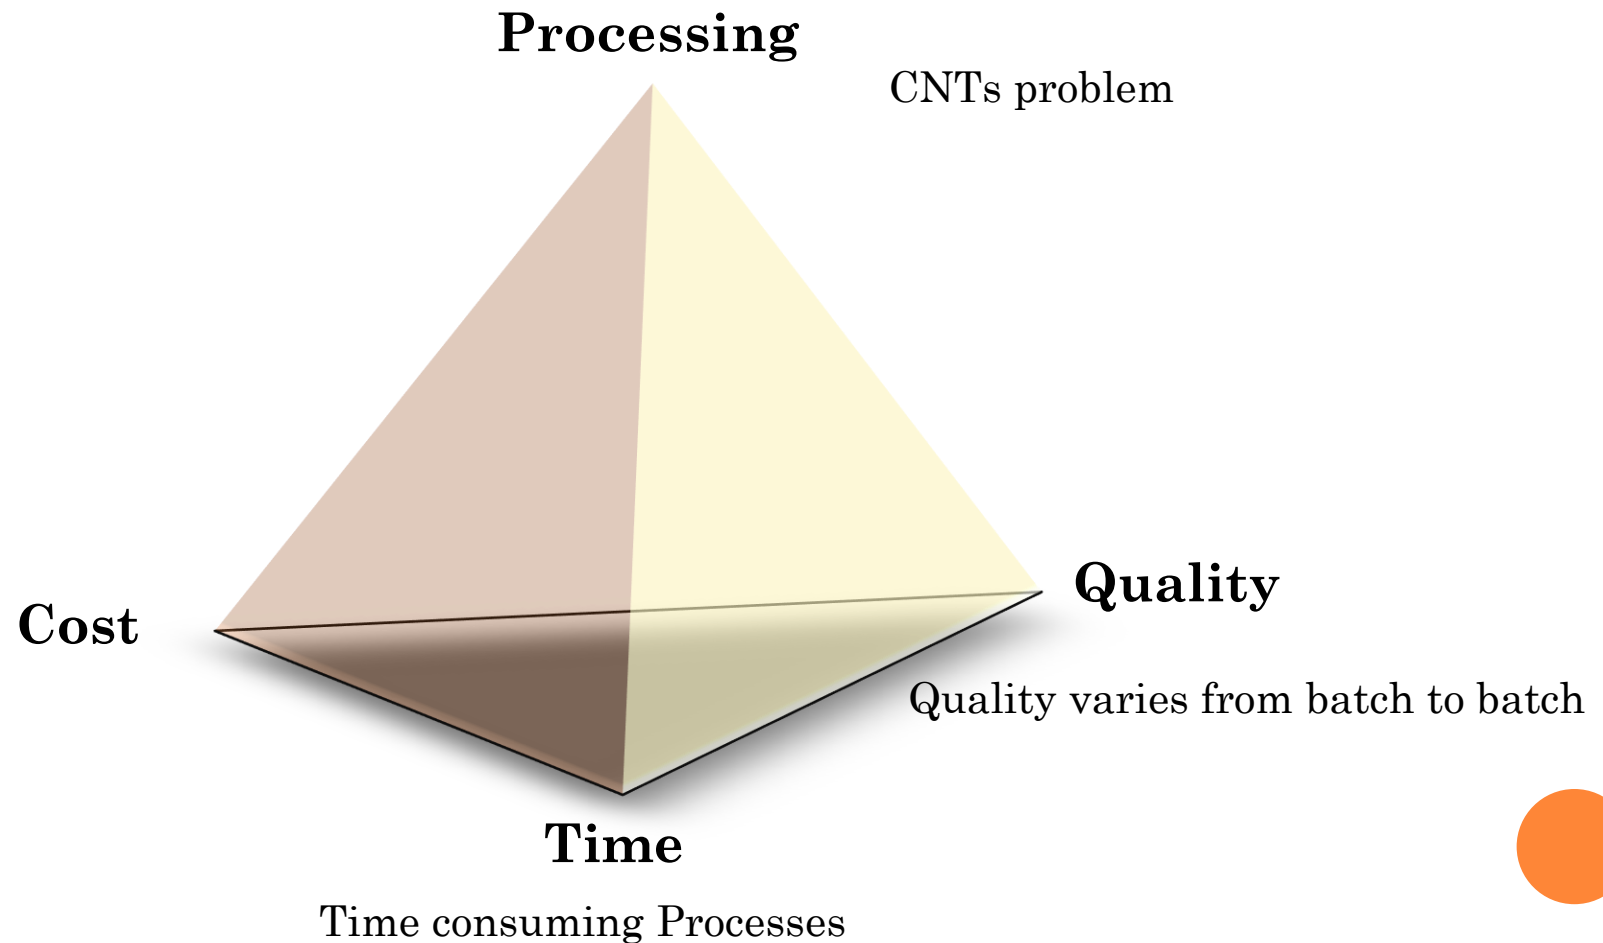 Processing
CNTs problem
Cost
Quality
Quality varies from batch to batch
Time
Time consuming Processes